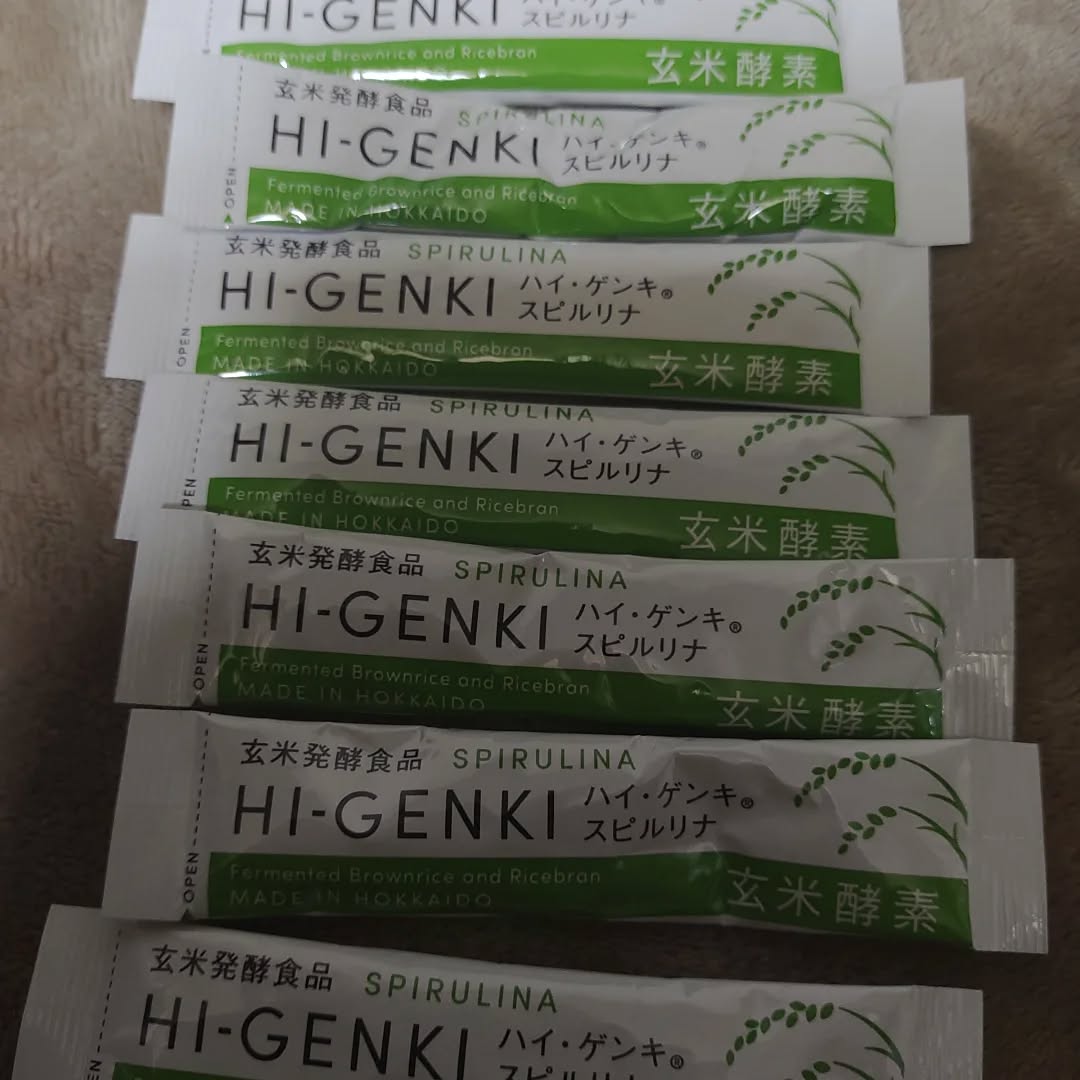 HI-GENKI ハイ・ゲンキ®
スピルリナ
Fermented Brownrice and Ricebran
玄米酵素
玄米発酵食品 SPIRULINA
HI-GENKI ハイ・ゲンキ®
スピルリナ
OPEN
Fermented Brownrice and Ricebran
MADE IN HOKKAIDO
玄米酵素
玄米発酵食品 SPIRULINA
HI-GENKI ハイ・ゲンキ®
スピルリナ
OPEN
Fermented Brownrice and Ricebran
MADE IN HOKKAIDO
玄米酵素
玄米発酵食品 SPIRULINA
HI-GENKI ハイ・ゲンキ®
スピルリナ
Fermented Brownrice and Ricebran
MADE IN HOKKAIDO
玄米酵素
玄米発酵食品 SPIRULINA
HI-GENKI ハイ・ゲンキ®
スピルリナ
OPEN
Fermented Brownrice and Ricebran
MADE IN HOKKAIDO
玄米酵素
玄米発酵食品 SPIRULINA
HI-GENKI ハイ・ゲンキ®
スピルリナ
OPEN
Fermented Brownrice and Ricebran
MADE IN HOKKAIDO
玄米酵素
玄米発酵食品 SPIRULINA
HI-GENKI ハイ・ゲンキ®